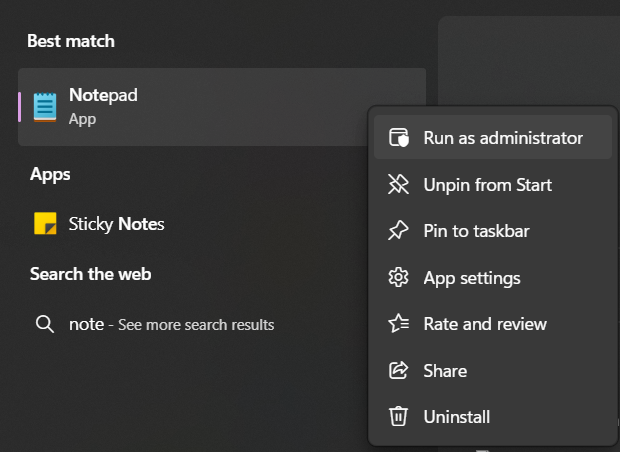 Best match
Notepad
App
Run as administrator
Unpin from Start
Pin to taskbar
App settings
Rate and review
Share
Uninstall
Apps
Sticky Notes
Search the web
note - See more search results